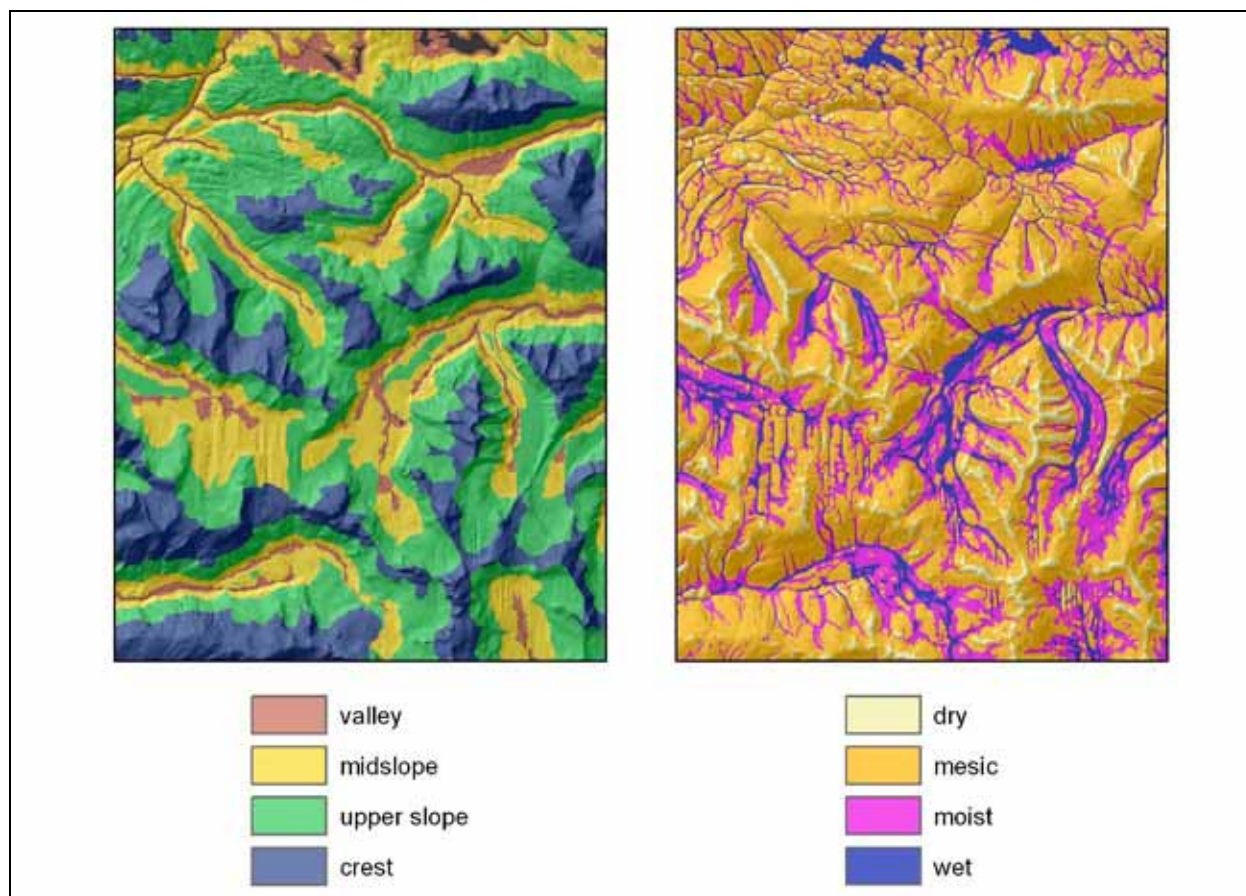 valley
midslope
upper slope
crest
dry
mesic
moist
wet